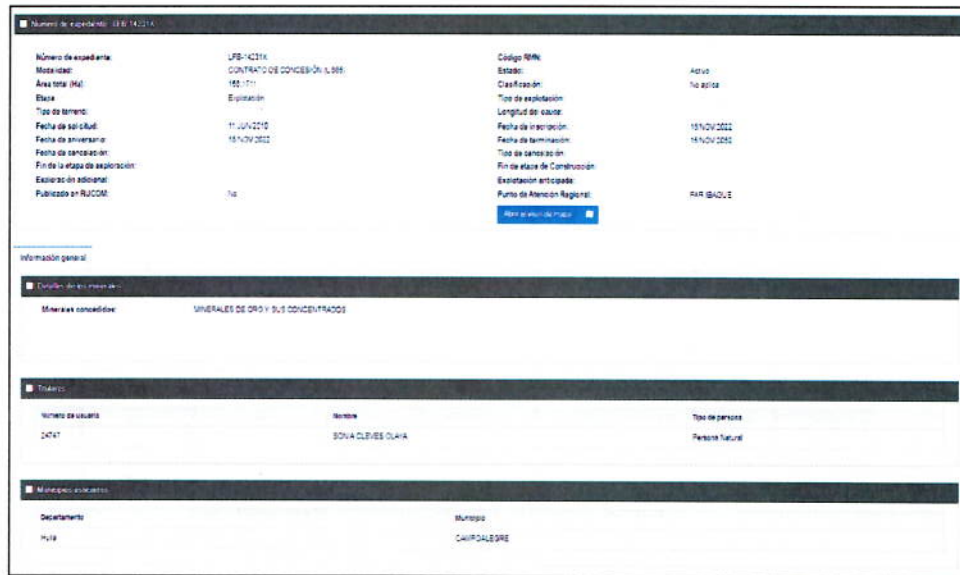 Número de expediente: LFB-14231X
Número de expediente: LFB-14231X Código RMN:
Modalidad: CONTRATO DE CONCESIÓN (L 685) Estado: Activo
Área total (Ha): Clasificación: No aplica
Etapa: Explotación Tipo de explotación:
Tipo de terreno: Longitud del cauce:
Fecha de solicitud: 11 JUN 2010 Fecha de inscripción: NOV 2022
Fecha de aniversario: NOV 2022 Fecha de terminación: NOV
Fecha de cancelación: Tipo de cancelación:
Fin de la etapa de exploración: Fin de etapa de Construcción:
Exploración adicional: Explotación anticipada:
Publicado en RUCOM: No Punto de Atención Regional: PAR IBAGUE
Abrir el visor de mapa
Información general
Detalles de los minerales
Minerales concedidos: MINERALES DE ORO Y SUS CONCENTRADOS
Titulares
Número de usuario Nombre Tipo de persona
24747 SONIA CLEVES OLAYA Persona Natural
Municipios asociados
Departamento Municipio
Huila CAMPOALEGRE